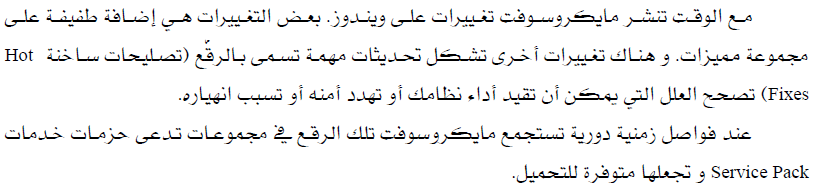 مع الوقت تنشر مايكروسوفت تغييرات على ويندوز. بعض التغييرات هي إضافة طفيفة على
مجموعة مميزات. و هناك تغييرات أخرى تشكل تحديثات مهمة تسمى بالرقّع (تصليحات ساخنة Hot
Fixes) تصحح العلل التي يمكن أن تقيد أداء نظامك أو تهدد أمنه أو تسبب انهياره.
عند فواصل زمنية دورية تستجمع مايكروسوفت تلك الرقع في مجموعات تدعى حزمات خدمات
Service Pack و تجعلها متوفرة للتحميل.